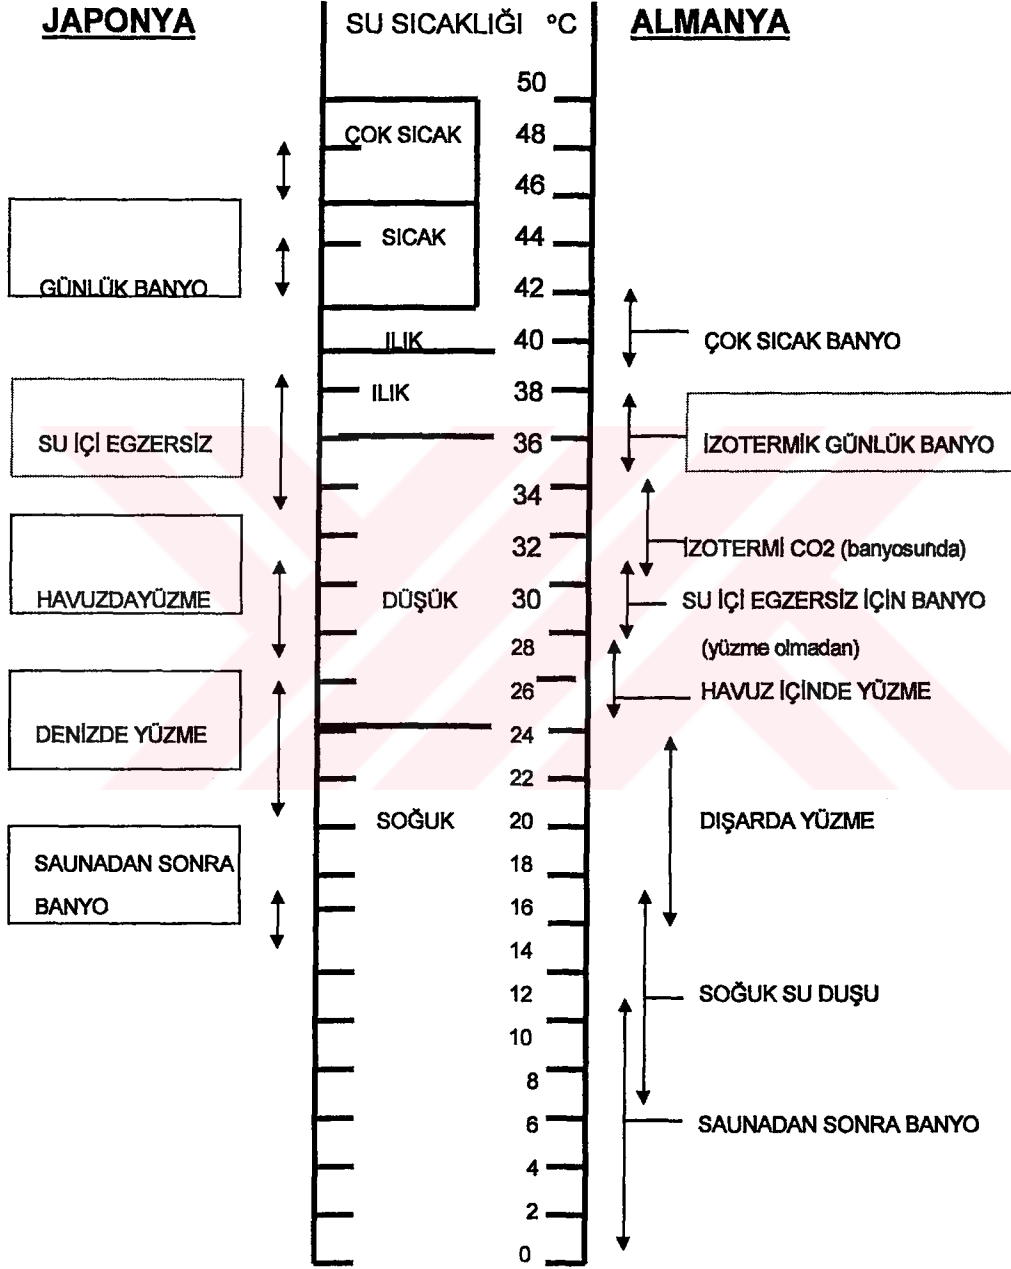 JAPONYA
SU SICAKLIĞI °C
ALMANYA
50
ÇOK SICAK
48
46
SICAK
44
GÜNLÜK BANYO
42
ILIK
40
ÇOK SICAK BANYO
ILIK
38
SU İÇİ EGZERSİZ
36
İZOTERMİK GÜNLÜK BANYO
34
32
İZOTERMİ CO2 (banyosunda)
HAVUZDAYÜZME
DÜŞÜK
30
SU İÇİ EGZERSİZ İÇİN BANYO
28
(yüzme olmadan)
26
HAVUZ İÇİNDE YÜZME
DENİZDE YÜZME
24
22
SOĞUK
20
DIŞARDA YÜZME
SAUNADAN SONRA
18
BANYO
16
14
12
SOĞUK SU DUŞU
10
8
6
SAUNADAN SONRA BANYO
4
2
0